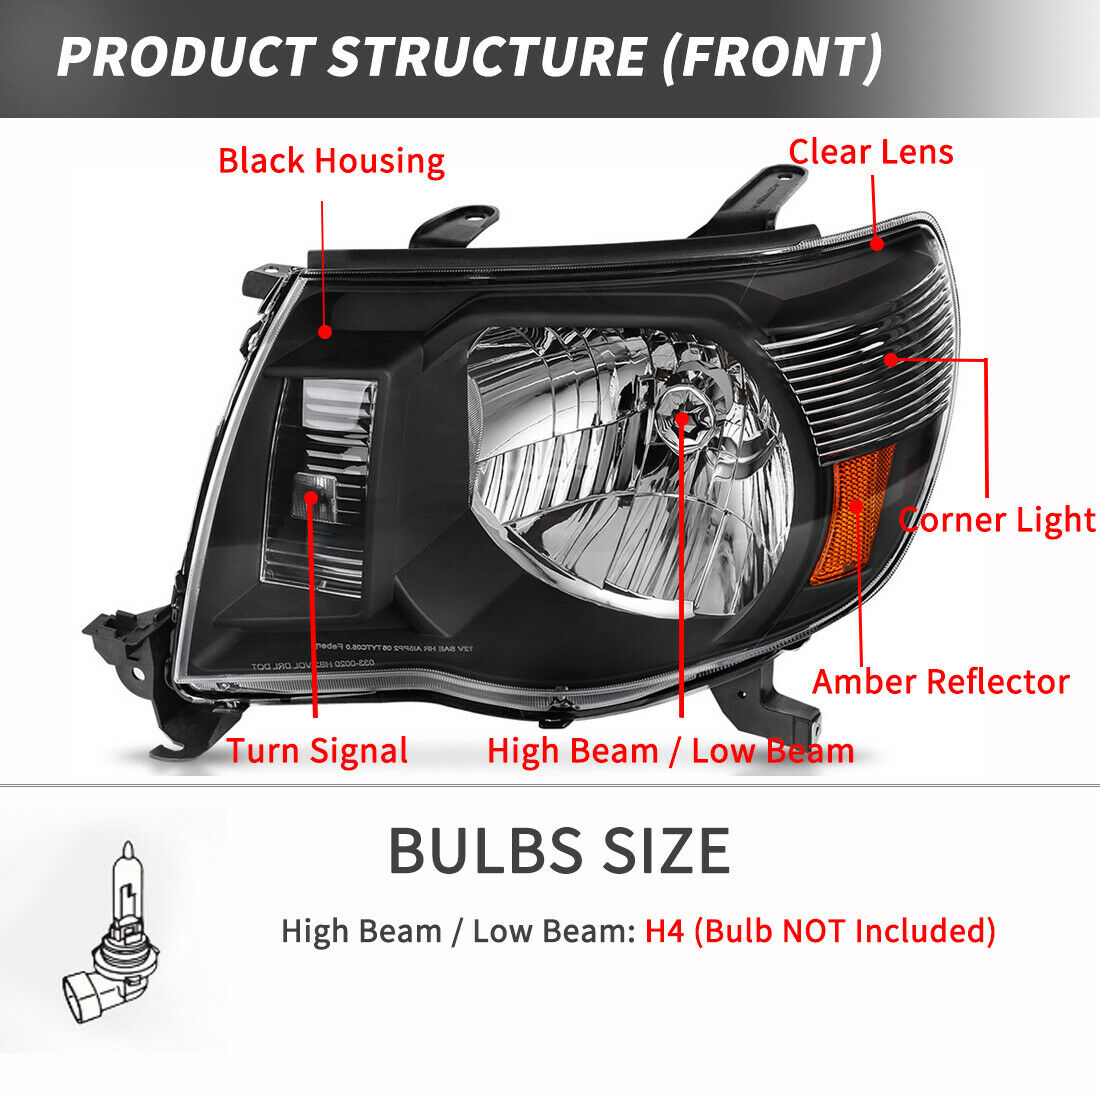 PRODUCT STRUCTURE (FRONT)
Black Housing
Clear Lens
Corner Light
Amber Reflector
Turn Signal
High Beam / Low Beam
BULBS SIZE
High Beam / Low Beam: H4 (Bulb NOT Included)